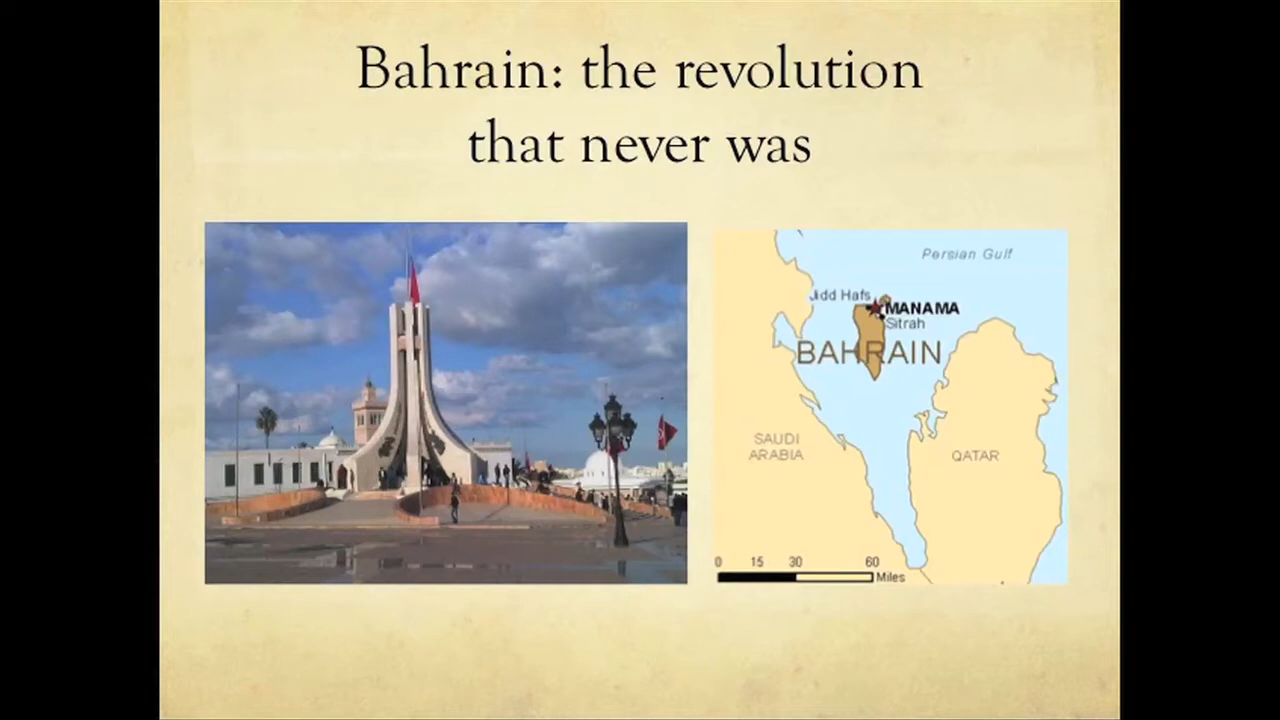 Bahrain: the revolution
that never was
Persian Gulf
Jidd Hafs
MANAMA
Sitrah
BAHRAIN
SAUDI
ARABIA
QATAR
0 15 30 60
Miles